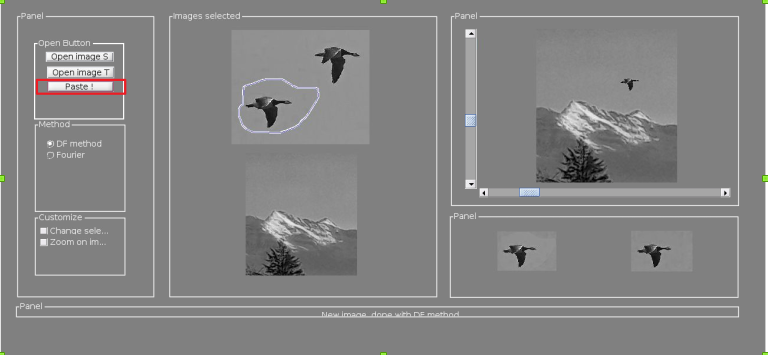 Panel
Open Button
Open image S
Open image T
Paste !
Method
DF method
Fourier
Customize
Change sele...
Zoom on im...
Images selected
Panel
Panel
Panel
New image, done with DF method